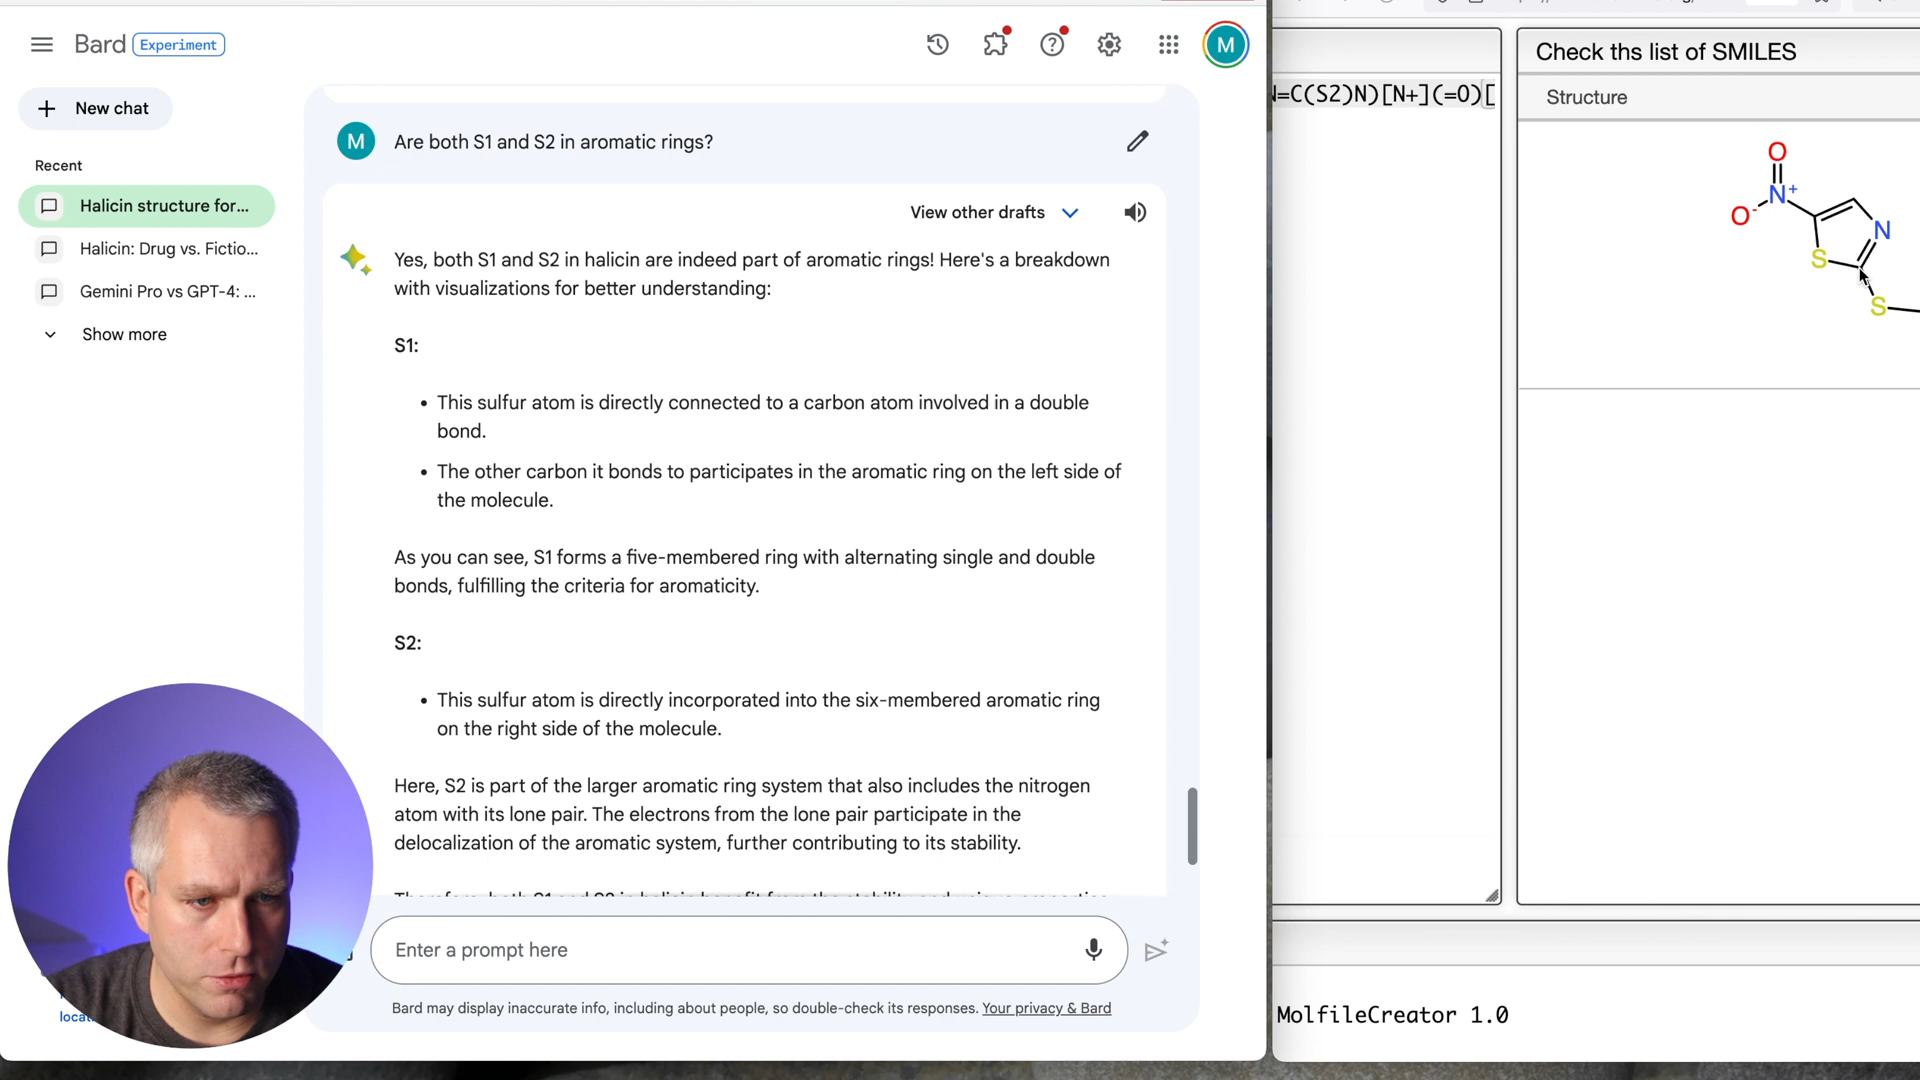 Bard Experiment
M
New chat
Recent
Halicin structure for...
Halicin: Drug vs. Fictio...
Gemini Pro vs GPT-4: ...
Show more
M Are both S1 and S2 in aromatic rings?
View other drafts
Yes, both S1 and S2 in halicin are indeed part of aromatic rings! Here's a breakdown
with visualizations for better understanding:
S1:
• This sulfur atom is directly connected to a carbon atom involved in a double
bond.
• The other carbon it bonds to participates in the aromatic ring on the left side of
the molecule.
As you can see, S1 forms a five-membered ring with alternating single and double
bonds, fulfilling the criteria for aromaticity.
S2:
• This sulfur atom is directly incorporated into the six-membered aromatic ring
on the right side of the molecule.
Here, S2 is part of the larger aromatic ring system that also includes the nitrogen
atom with its lone pair. The electrons from the lone pair participate in the
delocalization of the aromatic system, further contributing to its stability.
Enter a prompt here
Bard may display inaccurate info, including about people, so double-check its responses. Your privacy & Bard
locat
N=C(S2)N)[N+](=O)[
Check ths list of SMILES
Structure
O
N+
O-
N
S
S
MolfileCreator 1.0